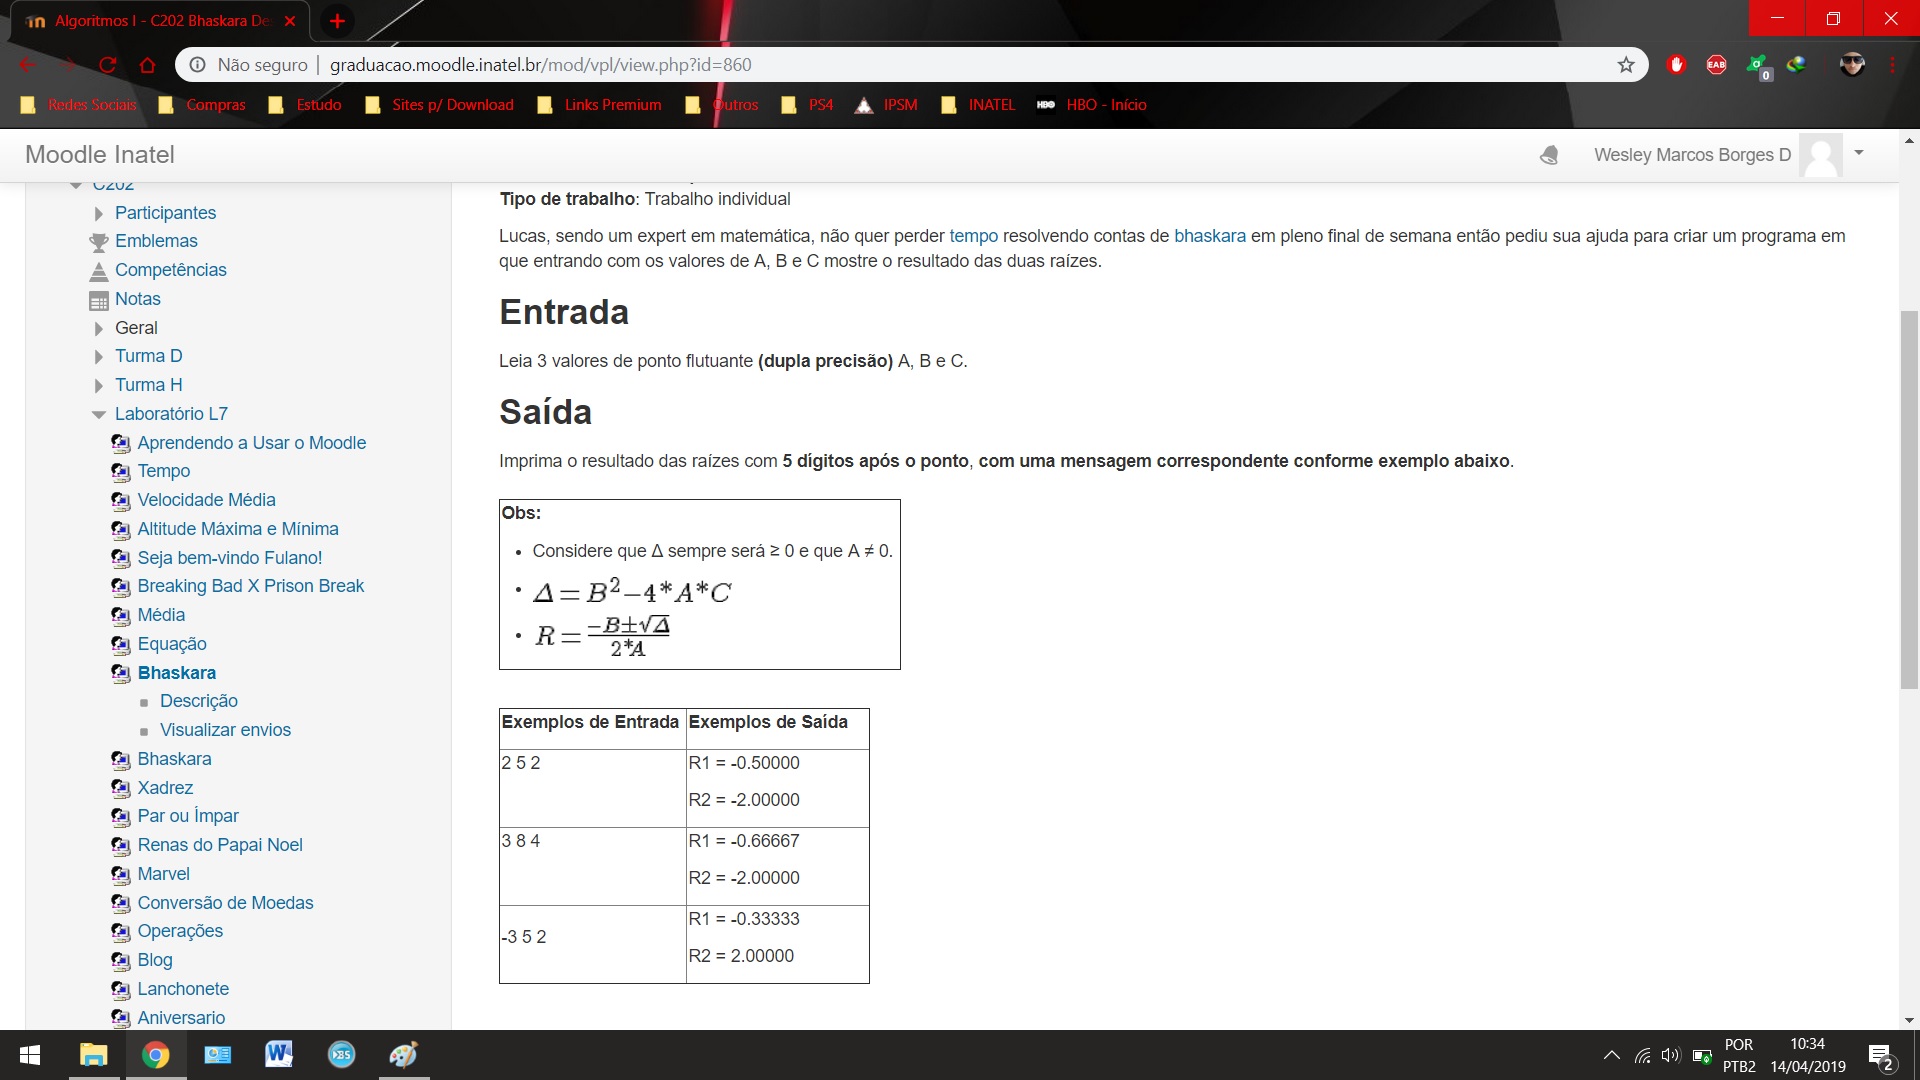 Algoritmos I - C202 Bhaskara De
Não seguro | graduacao.moodle.inatel.br/mod/vpl/view.php?id=860
EAB
0
Redes Sociais Compras Estudo Sites p/ Download Links Premium Outros PS4 IPSM INATEL HBO HBO - Início
Moodle Inatel
Wesley Marcos Borges D
C202
Participantes
Emblemas
Competências
Notas
Geral
Turma D
Turma H
Laboratório L7
Aprendendo a Usar o Moodle
Tempo
Velocidade Média
Altitude Máxima e Mínima
Seja bem-vindo Fulano!
Breaking Bad X Prison Break
Média
Equação
Bhaskara
Descrição
Visualizar envios
Bhaskara
Xadrez
Par ou Ímpar
Renas do Papai Noel
Marvel
Conversão de Moedas
Operações
Blog
Lanchonete
Aniversario
Tipo de trabalho: Trabalho individual
Lucas, sendo um expert em matemática, não quer perder tempo resolvendo contas de bhaskara em pleno final de semana então pediu sua ajuda para criar um programa em
que entrando com os valores de A, B e C mostre o resultado das duas raízes.
Entrada
Leia 3 valores de ponto flutuante (dupla precisão) A, B e C.
Saída
Imprima o resultado das raízes com 5 dígitos após o ponto, com uma mensagem correspondente conforme exemplo abaixo.
Obs:
• Considere que Δ sempre será ≥ 0 e que A ≠ 0.
• Δ = B² − 4 * A * C
• R = −B±√Δ / 2*A
Exemplos de Entrada Exemplos de Saída
2 5 2 R1 = -0.50000
R2 = -2.00000
3 8 4 R1 = -0.66667
R2 = -2.00000
-3 5 2 R1 = -0.33333
R2 = 2.00000
POR
PTB2
10:34
14/04/2019
2